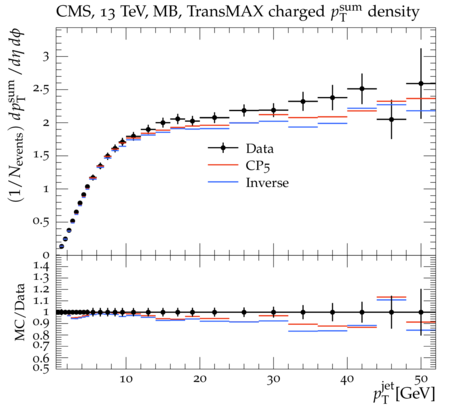 CMS, 13 TeV, MB, TransMAX charged p_T^sum density
(1/N_events) dp_T^sum/dη dϕ
3
2.5
2
1.5
1
0.5
0
Data
CP5
Inverse
MC/Data
1.4
1.3
1.2
1.1
1
0.9
0.8
0.7
0.6
0.5
10 20 30 40 50
p_T^jet [GeV]